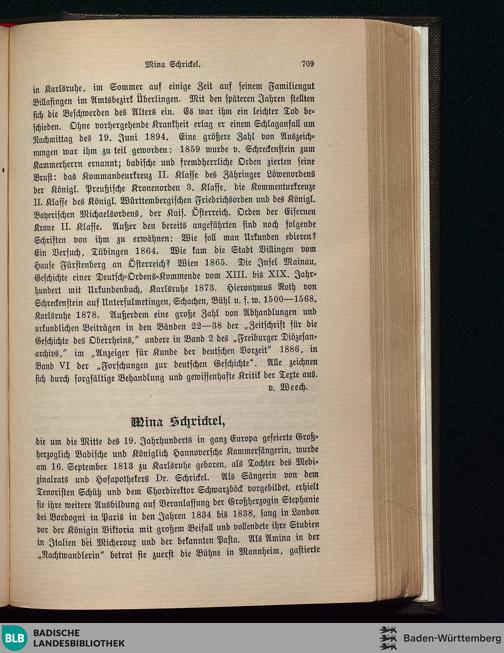 Mina Schrickel. 709
in Karlsruhe, im Sommer auf einige Zeit auf seinem Familiengut
Billafingen im Amtsbezirk Überlingen. Mit den späteren Jahren stellten
sich die Beschwerden des Alters ein. Es war ihm ein leichter Tod be-
schieden. Ohne vorhergehende Krankheit erlag er einem Schlaganfall am
Nachmittag des 19. Juni 1894. Eine größere Zahl von Auszeich-
nungen war ihm zu teil geworden: 1859 wurde v. Schreckenstein zum
Kammerherrn ernannt; badische und fremdherrliche Orden zierten seine
Brust: das Kommandeurkreuz II. Klasse des Zähringer Löwenordens
der Königl. Preußische Kronenorden 3. Klasse, die Kommenturkreuze
II. Klasse des Königl. Württembergischen Friedrichsorden und des Königl.
Bayerischen Michaelsordens, der Kais. Österreich. Orden der Eisernen
Krone II. Klasse. Außer den bereits angeführten sind noch folgende
Schriften von ihm zu erwähnen: Wie soll man Urkunden edieren?
Ein Versuch, Tübingen 1864. Wie kam die Stadt Villingen vom
Hause Fürstenberg an Österreich? Wien 1865. Die Insel Mainau,
Geschichte einer Deutsch-Ordens-Kommende vom XIII. bis XIX. Jahr-
hundert mit Urkundenbuch, Karlsruhe 1873. Hieronymus Roth von
Schreckenstein auf Untersulmetingen, Schachen, Bühl u. s. w. 1500—1568,
Karlsruhe 1878. Außerdem eine große Zahl von Abhandlungen und
urkundlichen Beiträgen in den Bänden 22—38 der „Zeitschrift für die
Geschichte des Oberrheins,“ andere in Band 2 des „Freiburger Diözesan-
archivs,“ im „Anzeiger für Kunde der deutschen Vorzeit“ 1886, in
Band VI der „Forschungen zur deutschen Geschichte“. Alle zeichnen
sich durch sorgfältige Behandlung und gewissenhafte Kritik der Texte aus.
v. Weech.
Mina Schrickel,
die um die Mitte des 19. Jahrhunderts in ganz Europa gefeierte Groß-
herzoglich Badische und Königlich Hannoversche Kammersängerin, wurde
am 16. September 1813 zu Karlsruhe geboren, als Tochter des Medi-
zinalrats und Hofapothekers Dr. Schrickel. Als Sängerin von dem
Tenoristen Schütz und dem Chordirektor Schwarzböck vorgebildet, erhielt
sie ihre weitere Ausbildung auf Veranlassung der Großherzogin Stephanie
bei Bordogni in Paris in den Jahren 1834 bis 1838, sang in London
vor der Königin Viktoria mit großem Beifall und vollendete ihre Studien
in Italien bei Micheroux und der bekannten Pasta. Als Amina in der
„Nachtwandlerin“ betrat sie zuerst die Bühne in Mannheim, gastierte
BLB BADISCHE
LANDESBIBLIOTHEK
Baden-Württemberg